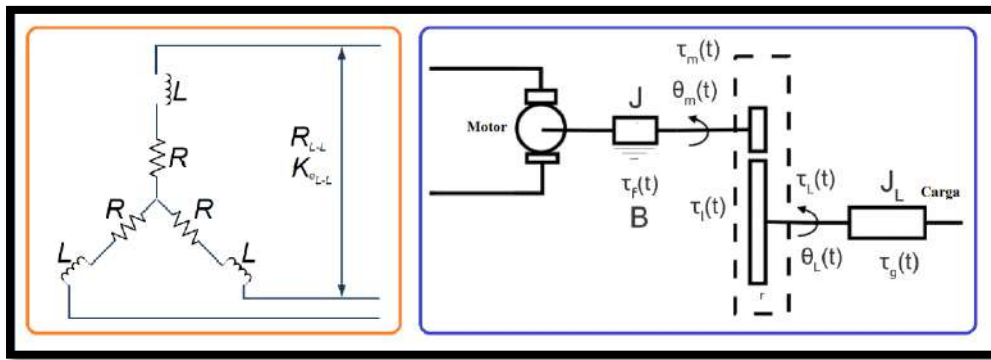 L
R
R
R
L
L
R_{L-L}
K_{e_{L-L}}
τ_m(t)
θ_m(t)
J
Motor
τ_f(t)
B
τ_l(t)
τ_L(t)
J_L
Carga
θ_L(t)
τ_g(t)
r